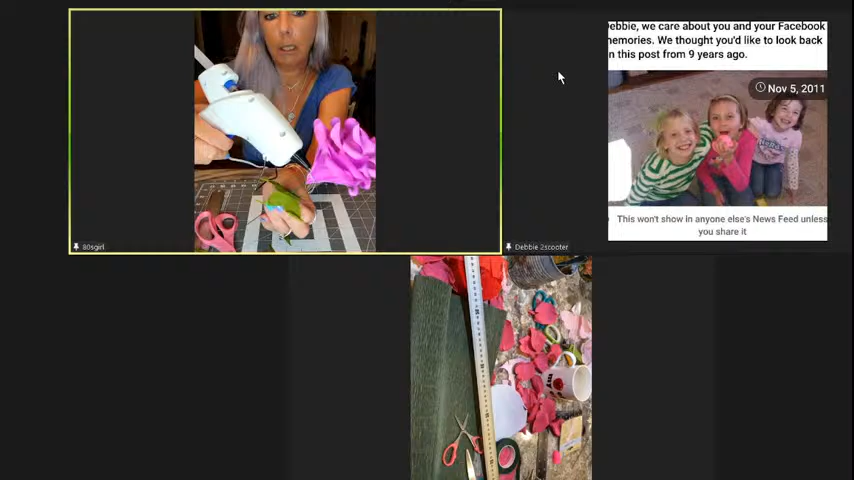 Debbie, we care about you and your Facebook
memories. We thought you'd like to look back
on this post from 9 years ago.
Nov 5, 2011
This won't show in anyone else's News Feed unless
you share it
80sgirl
Debbie 2scooter